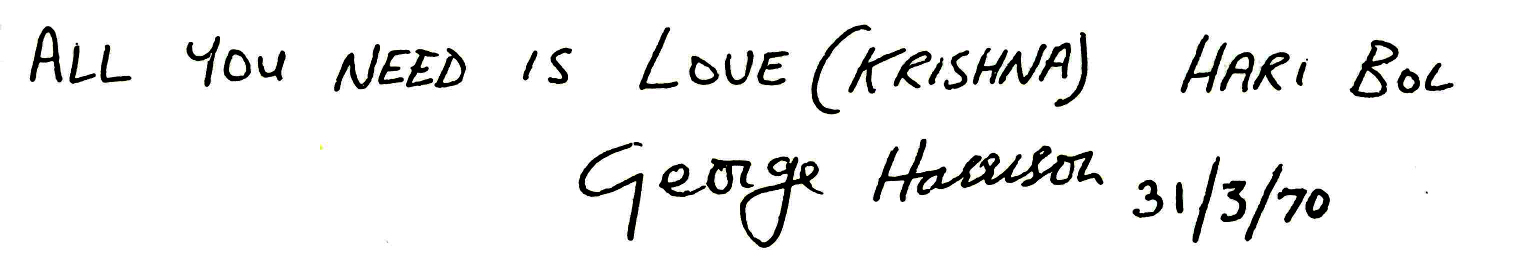 ALL YOU NEED IS LOVE (KRISHNA) HARI BOL
George Harrison 31/3/70